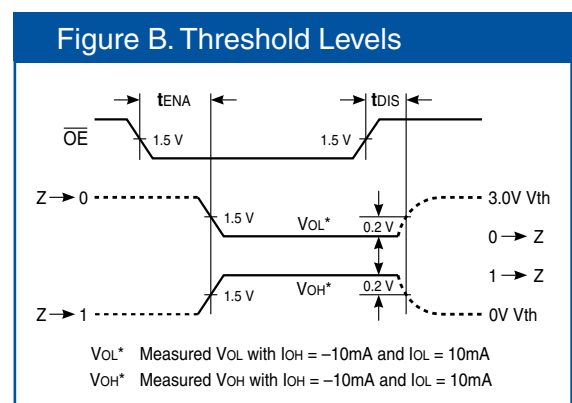 Figure B. Threshold Levels
tENA
tDIS
OE
1.5 V
1.5 V
Z → 0
3.0V Vth
1.5 V
VOL*
0.2 V
0 → Z
1 → Z
1.5 V
VOH*
0.2 V
Z → 1
0V Vth
VOL* Measured VOL with IOH = –10mA and IOL = 10mA
VOH* Measured VOH with IOH = –10mA and IOL = 10mA